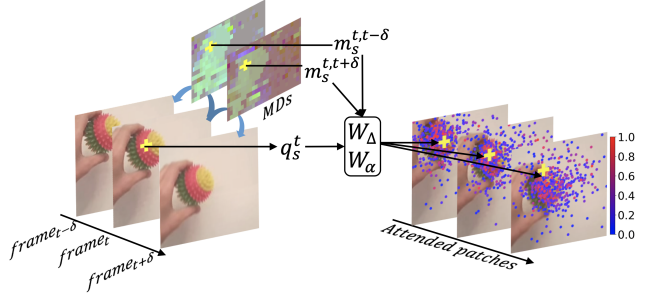 m_s^{t,t−δ}
m_s^{t,t+δ}
MDs
q_s^t
W_Δ
W_α
1.0
0.8
0.6
0.4
0.2
0.0
frame_{t−δ}
frame_t
frame_{t+δ}
Attended patches